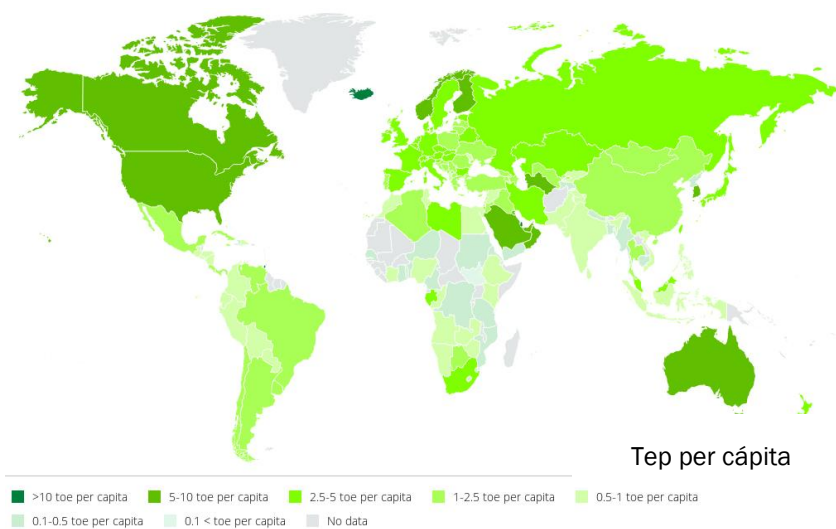 Tep per cápita
>10 toe per capita 5-10 toe per capita 2.5-5 toe per capita 1-2.5 toe per capita 0.5-1 toe per capita
0.1-0.5 toe per capita 0.1 < toe per capita No data